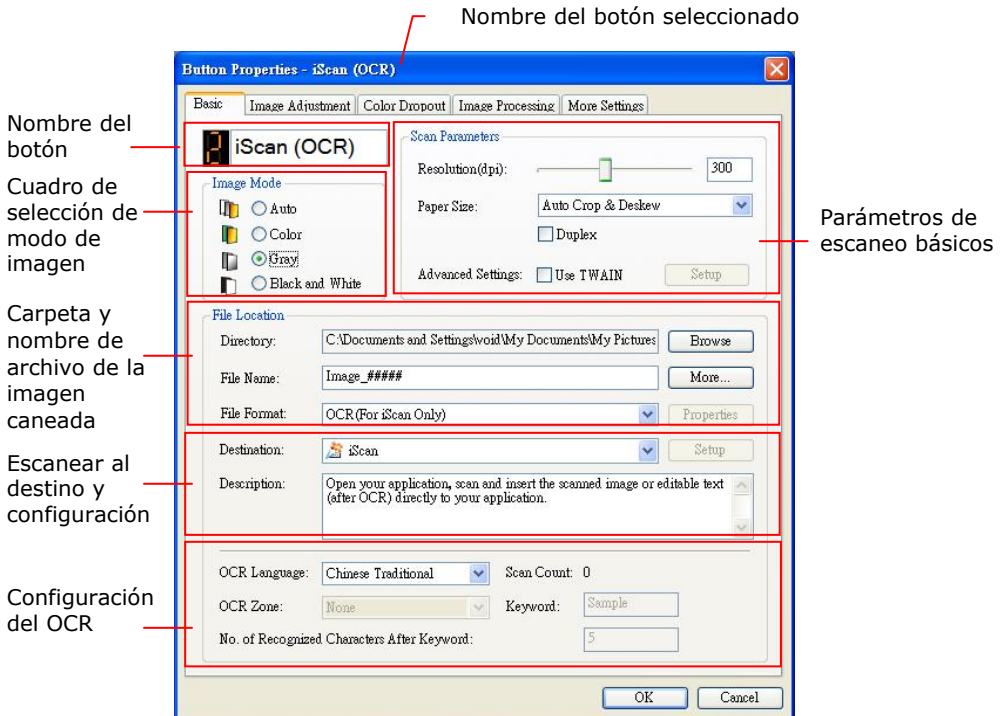 Nombre del botón seleccionado
Button Properties - iScan (OCR)
Basic
Image Adjustment
Color Dropout
Image Processing
More Settings
Nombre del
botón
2
iScan (OCR)
Cuadro de
selección de
modo de
imagen
Image Mode
Auto
Color
Gray
Black and White
Scan Parameters
Resolution(dpi):
300
Paper Size:
Auto Crop & Deskew
Duplex
Advanced Settings:
Use TWAIN
Setup
Parámetros de
escaneo básicos
Carpeta y
nombre de
archivo de la
imagen
caneada
File Location
Directory:
C:\Documents and Settings\void\My Documents\My Pictures
Browse
File Name:
Image_#####
More...
File Format:
OCR(For iScan Only)
Properties
Escanear al
destino y
configuración
Destination:
iScan
Setup
Description:
Open your application, scan and insert the scanned image or editable text
(after OCR) directly to your application.
Configuración
del OCR
OCR Language:
Chinese Traditional
Scan Count:
0
OCR Zone:
None
Keyword:
Sample
No. of Recognized Characters After Keyword:
5
OK
Cancel